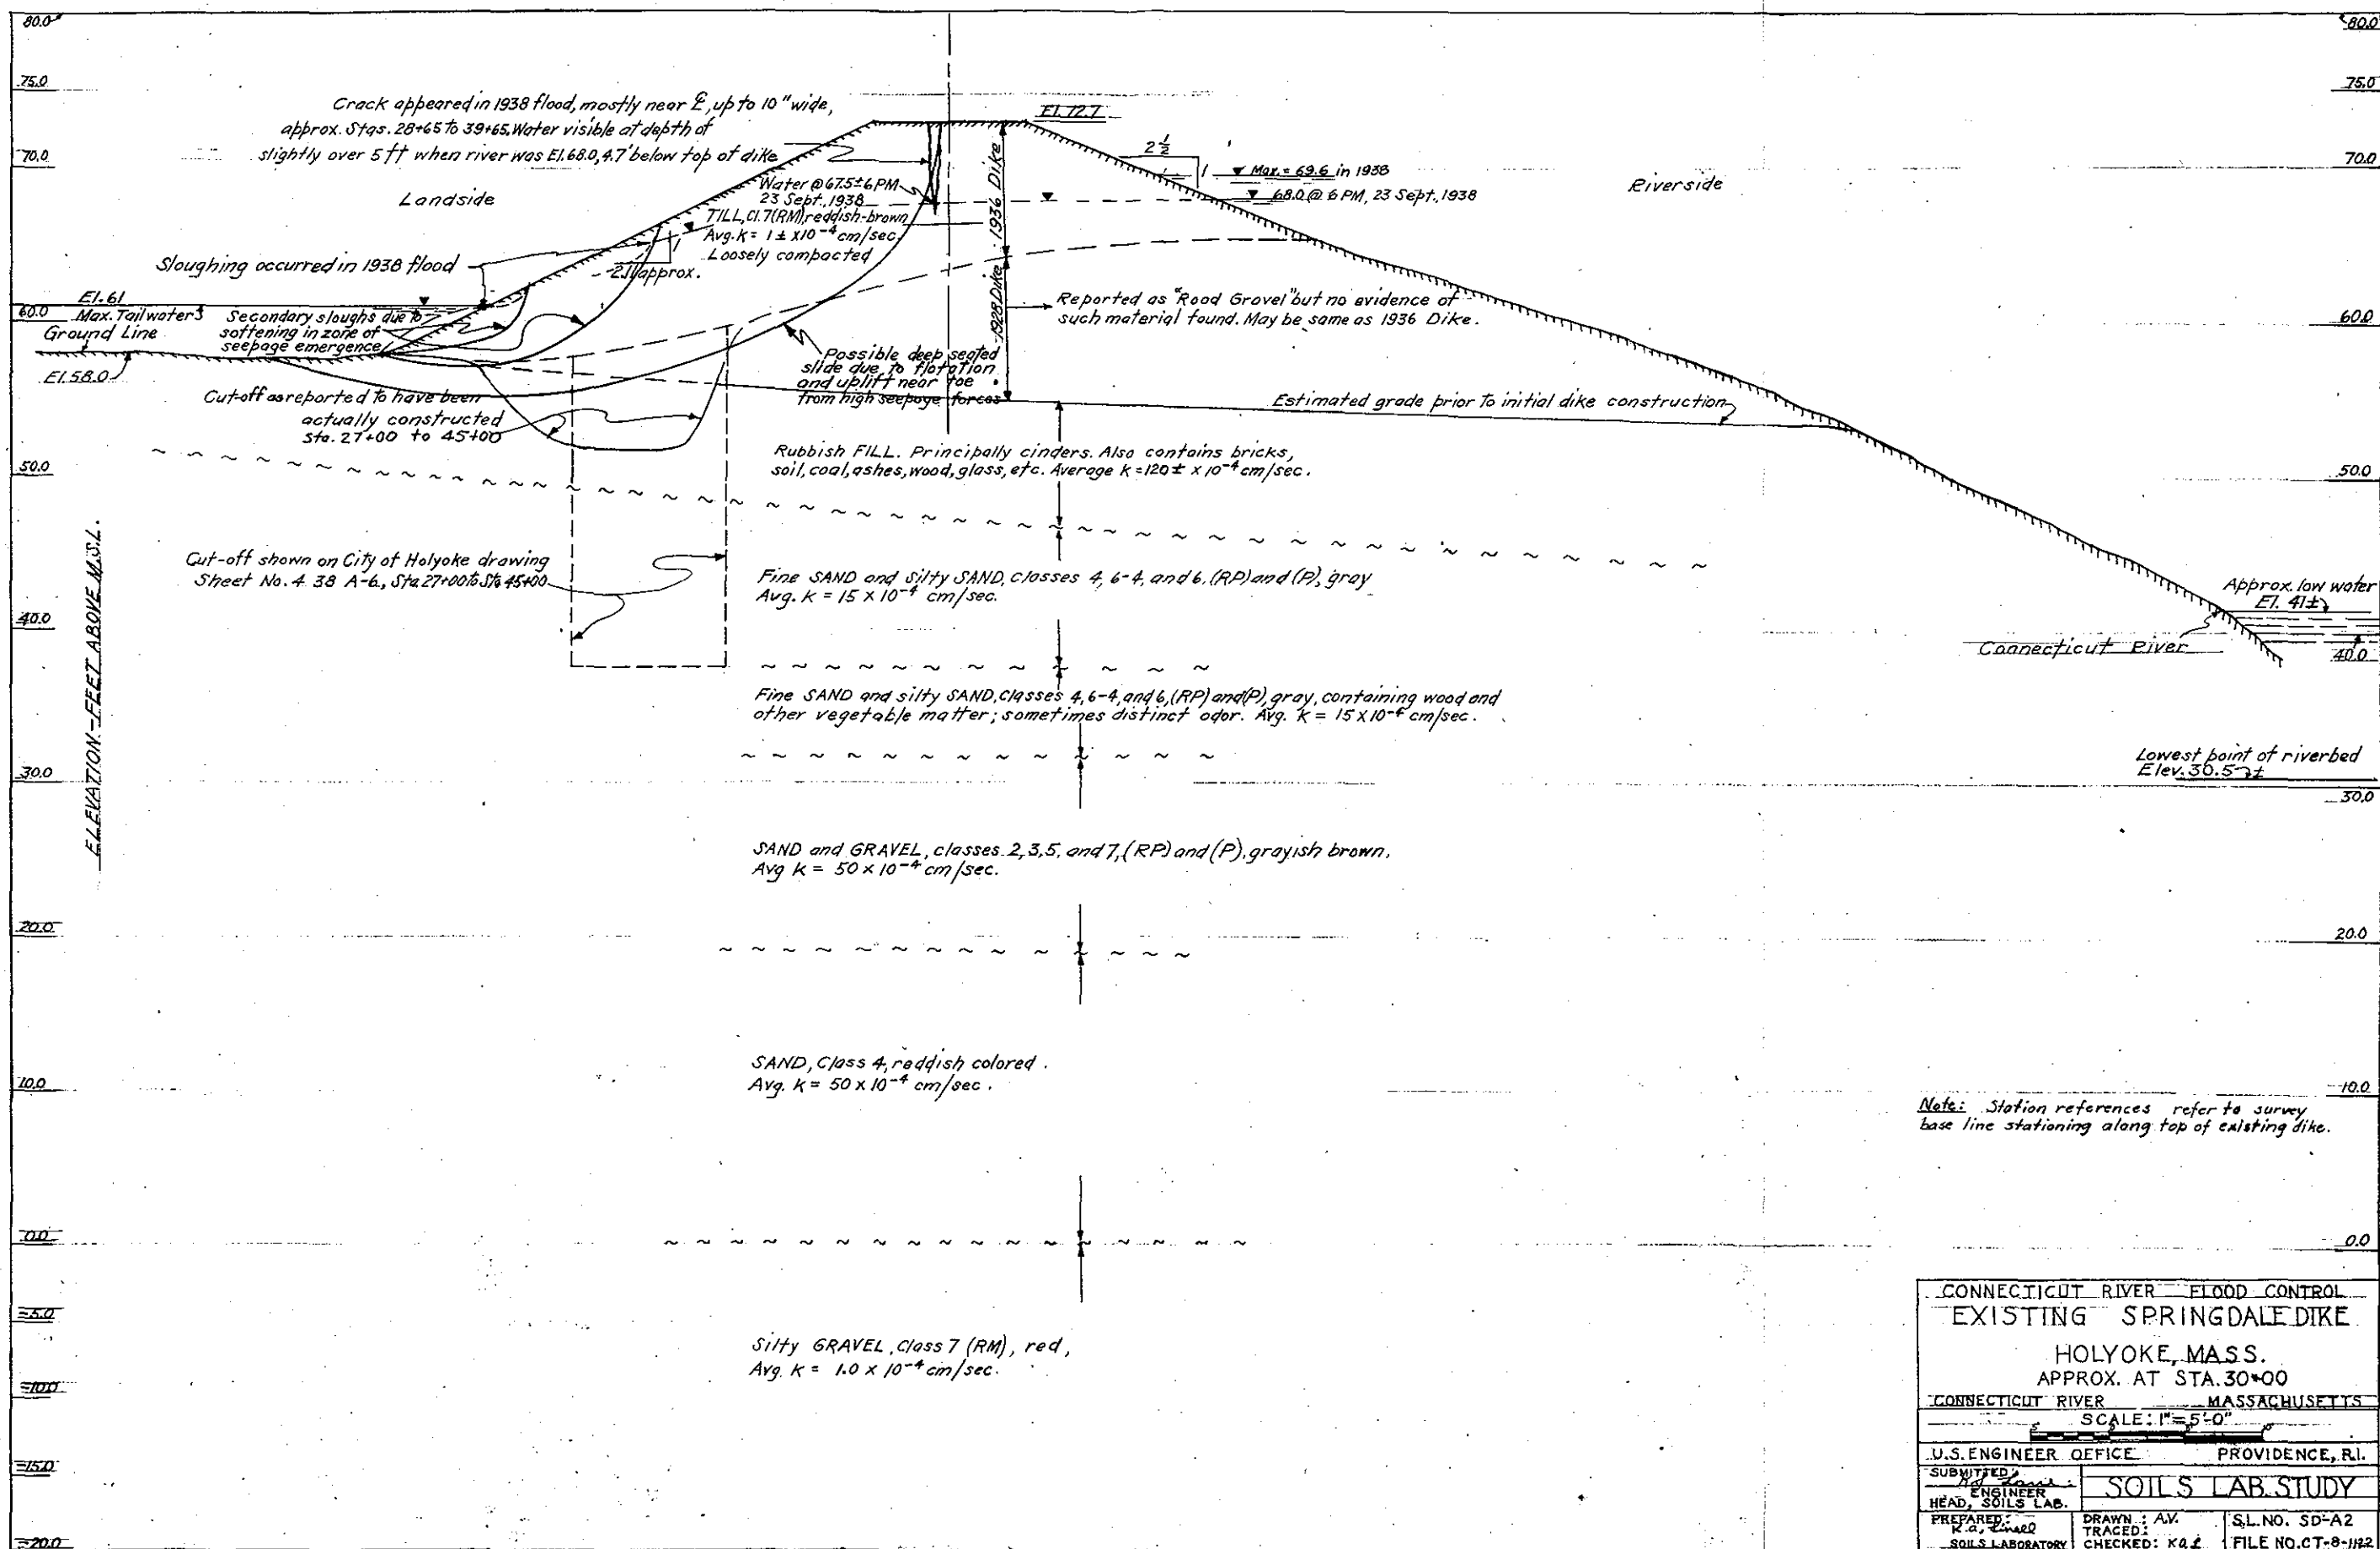 80.0
80.0
75.0
75.0
Crack appeared in 1938 flood, mostly near ℄, up to 10" wide,
approx. Stas. 28+65 to 39+65. Water visible at depth of
slightly over 5 ft when river was El. 68.0, 4.7' below top of dike
El. 72.7
70.0
70.0
2 1/2
1
Max. = 69.6 in 1938
68.0 @ 6 PM, 23 Sept., 1938
Riverside
Landside
Water @ 67.5± 6 PM
23 Sept., 1938
TILL, Cl. 7 (RM), reddish-brown
Avg. k = 1 ± x10⁻⁴ cm/sec.
Loosely compacted
1936 Dike
1928 Dike
Sloughing occurred in 1938 flood
2:1 approx.
El. 61
Max. Tailwater
60.0
60.0
Ground Line
Secondary sloughs due to
softening in zone of
seepage emergence
El. 58.0
Reported as "Road Gravel" but no evidence of
such material found. May be same as 1936 Dike.
Possible deep seated
slide due to flotation
and uplift near toe
from high seepage forces
Cut-off as reported to have been
actually constructed
Sta. 27+00 to 45+00
Estimated grade prior to initial dike construction
50.0
50.0
Rubbish FILL. Principally cinders. Also contains bricks,
soil, coal, ashes, wood, glass, etc. Average k = 120 ± x 10⁻⁴ cm/sec.
ELEVATION-FEET ABOVE M.S.L.
Cut-off shown on City of Holyoke drawing
Sheet No. 4 38 A-6, Sta 27+00 to Sta 45+00
Fine SAND and silty SAND, classes 4, 6-4, and 6, (RP) and (P), gray
Avg. k = 15 x 10⁻⁴ cm/sec.
Approx. low water
El. 41±
40.0
40.0
Connecticut River
Fine SAND and silty SAND, classes 4, 6-4, and 6, (RP) and (P), gray, containing wood and
other vegetable matter; sometimes distinct odor. Avg. k = 15 x 10⁻⁴ cm/sec.
Lowest point of riverbed
Elev. 30.5 ±
30.0
30.0
SAND and GRAVEL, classes 2, 3, 5, and 7, (RP) and (P), grayish brown,
Avg k = 50 x 10⁻⁴ cm/sec.
20.0
20.0
SAND, Class 4, reddish colored.
Avg. k = 50 x 10⁻⁴ cm/sec.
10.0
10.0
Note: Station references refer to survey
base line stationing along top of existing dike.
0.0
0.0
Silty GRAVEL, Class 7 (RM), red,
Avg. k = 1.0 x 10⁻⁴ cm/sec.
-5.0
-10.0
-15.0
-20.0
CONNECTICUT RIVER FLOOD CONTROL
EXISTING SPRINGDALE DIKE
HOLYOKE, MASS.
APPROX. AT STA. 30+00
CONNECTICUT RIVER MASSACHUSETTS
SCALE: 1" = 5'-0"
U.S. ENGINEER OFFICE PROVIDENCE, R.I.
SUBMITTED:
ENGINEER
HEAD, SOILS LAB.
SOILS LAB. STUDY
PREPARED:
SOILS LABORATORY
DRAWN: A.V.
TRACED:
CHECKED:
S.L. NO. SD-A2
FILE NO. CT-8-1122